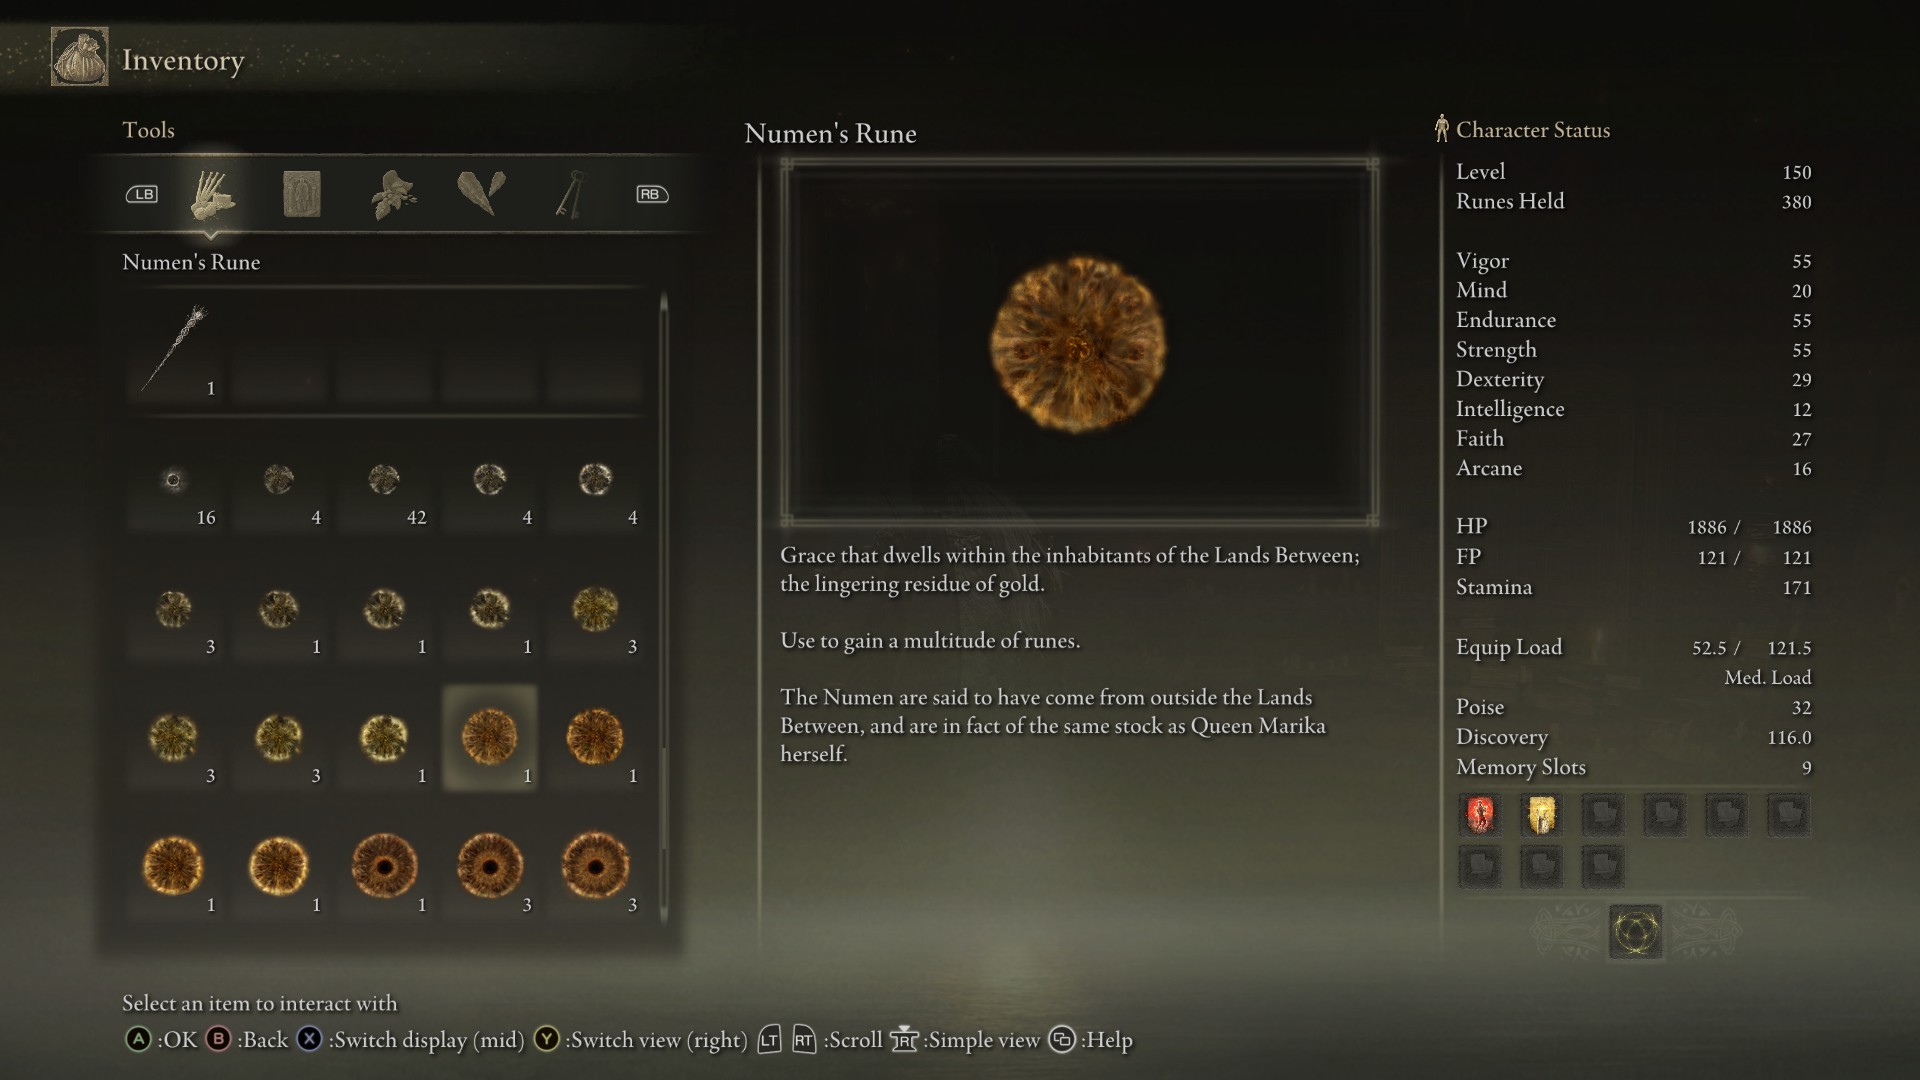 Inventory
Tools
LB
RB
Numen's Rune
1
16 4 42 4 4
3 1 1 1 3
3 3 1 1 1
1 1 1 3 3
Numen's Rune
Grace that dwells within the inhabitants of the Lands Between;
the lingering residue of gold.
Use to gain a multitude of runes.
The Numen are said to have come from outside the Lands
Between, and are in fact of the same stock as Queen Marika
herself.
Character Status
Level 150
Runes Held 380
Vigor 55
Mind 20
Endurance 55
Strength 55
Dexterity 29
Intelligence 12
Faith 27
Arcane 16
HP 1886 / 1886
FP 121 / 121
Stamina 171
Equip Load 52.5 / 121.5
Med. Load
Poise 32
Discovery 116.0
Memory Slots 9
Select an item to interact with
A :OK B :Back X :Switch display (mid) Y :Switch view (right) LT RT :Scroll R :Simple view :Help